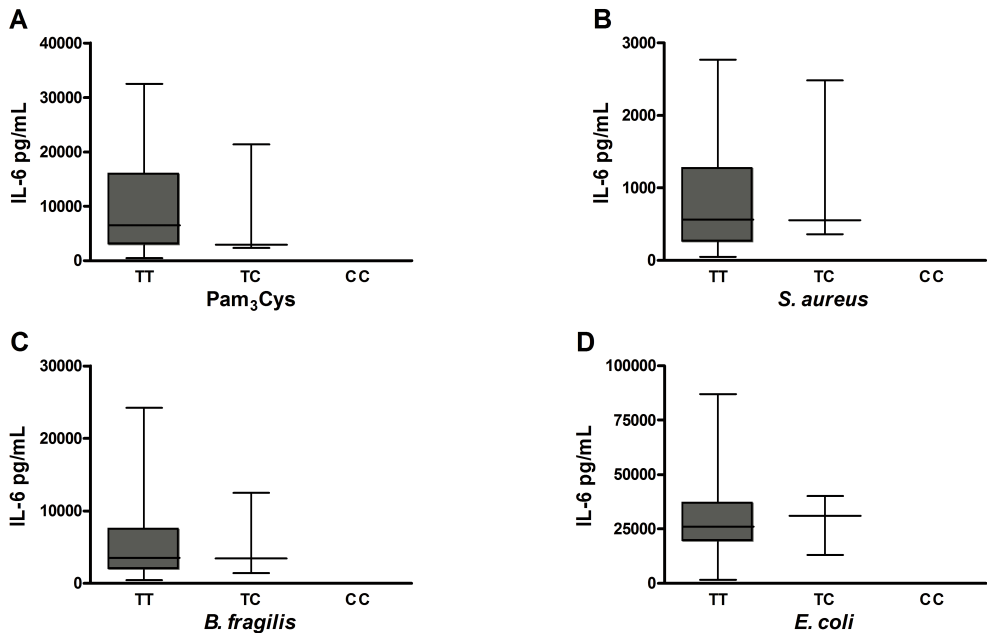 A
IL-6 pg/mL
40000
30000
20000
10000
0
TT TC CC
Pam3Cys
B
IL-6 pg/mL
3000
2000
1000
0
TT TC CC
S. aureus
C
IL-6 pg/mL
30000
20000
10000
0
TT TC CC
B. fragilis
D
IL-6 pg/mL
100000
75000
50000
25000
0
TT TC CC
E. coli